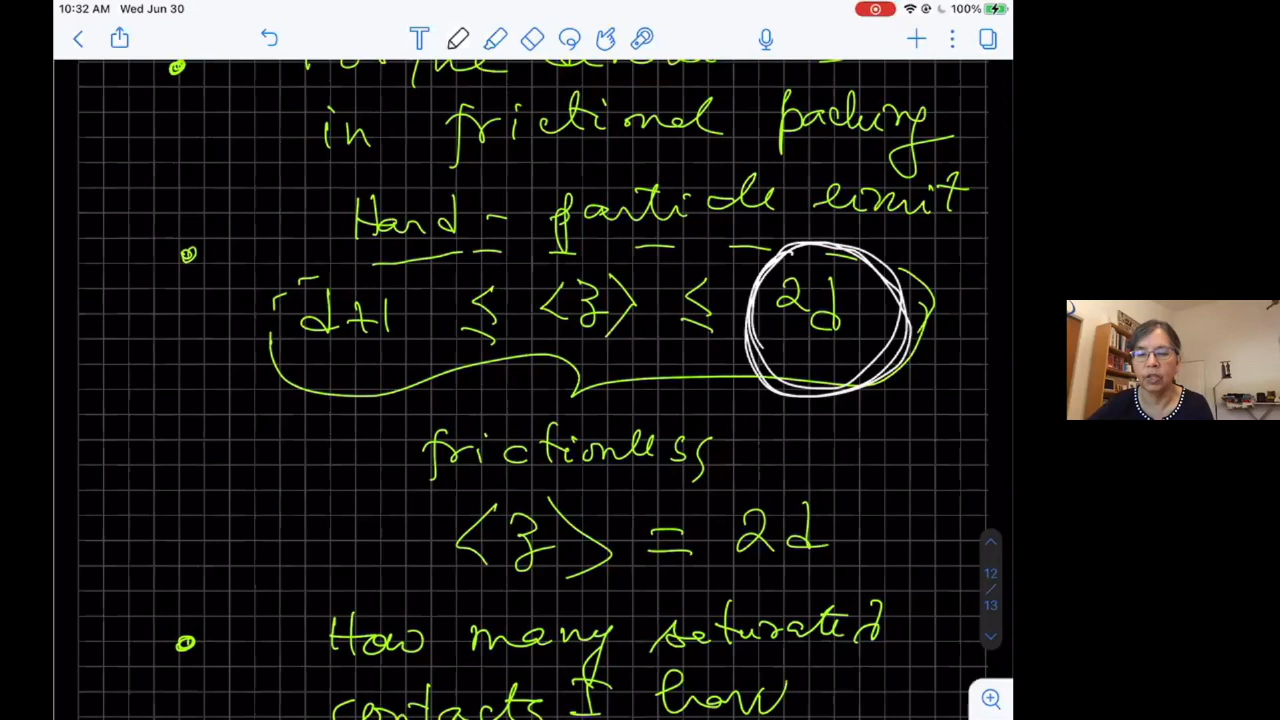 10:32 AM Wed Jun 30
100%
in frictional packing
Hard - particle limit
d+1 ≤ <z> ≤ 2d
frictionless
<z> = 2d
12
/
13
How many saturated
contacts I how